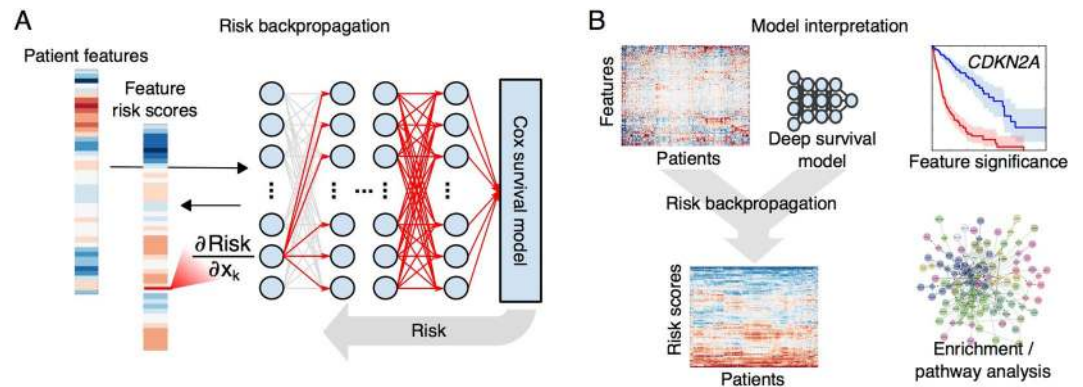 A
Risk backpropagation
Patient features
Feature
risk scores
∂Risk
∂xₖ
Cox survival model
Risk
B
Model interpretation
Features
Patients
Deep survival
model
CDKN2A
Feature significance
Risk backpropagation
Risk scores
Patients
Enrichment /
pathway analysis